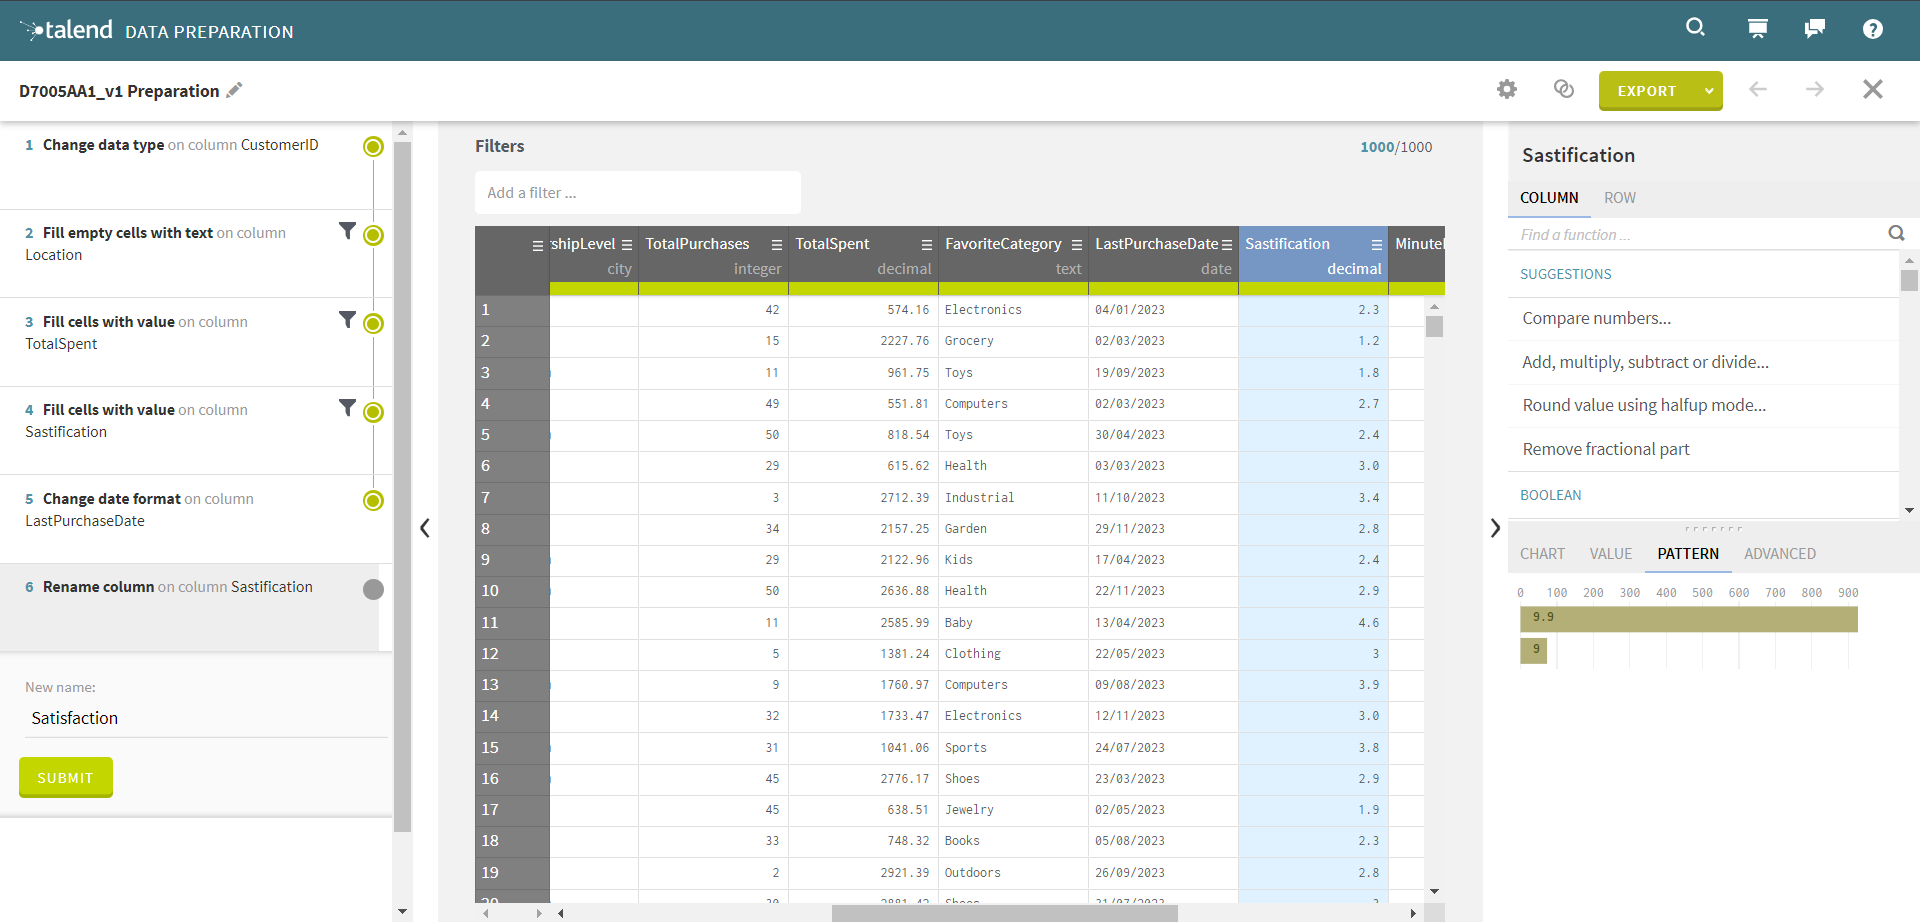 talend DATA PREPARATION
D7005AA1_v1 Preparation
EXPORT
1 Change data type on column CustomerID
2 Fill empty cells with text on column
Location
3 Fill cells with value on column
TotalSpent
4 Fill cells with value on column
Sastification
5 Change date format on column
LastPurchaseDate
6 Rename column on column Sastification
New name:
Satisfaction
SUBMIT
Filters
1000/1000
Add a filter ...
shipLevel TotalPurchases TotalSpent FavoriteCategory LastPurchaseDate Sastification Minute
city integer decimal text date decimal
1 42 574.16 Electronics 04/01/2023 2.3
2 15 2227.76 Grocery 02/03/2023 1.2
3 11 961.75 Toys 19/09/2023 1.8
4 49 551.81 Computers 02/03/2023 2.7
5 50 818.54 Toys 30/04/2023 2.4
6 29 615.62 Health 03/03/2023 3.0
7 3 2712.39 Industrial 11/10/2023 3.4
8 34 2157.25 Garden 29/11/2023 2.8
9 29 2122.96 Kids 17/04/2023 2.4
10 50 2636.88 Health 22/11/2023 2.9
11 11 2585.99 Baby 13/04/2023 4.6
12 5 1381.24 Clothing 22/05/2023 3
13 9 1760.97 Computers 09/08/2023 3.9
14 32 1733.47 Electronics 12/11/2023 3.0
15 31 1041.06 Sports 24/07/2023 3.8
16 45 2776.17 Shoes 23/03/2023 2.9
17 45 638.51 Jewelry 02/05/2023 1.9
18 33 748.32 Books 05/08/2023 2.3
19 2 2921.39 Outdoors 26/09/2023 2.8
Sastification
COLUMN ROW
Find a function ...
SUGGESTIONS
Compare numbers...
Add, multiply, subtract or divide...
Round value using halfup mode...
Remove fractional part
BOOLEAN
CHART VALUE PATTERN ADVANCED
0 100 200 300 400 500 600 700 800 900
9.9
9